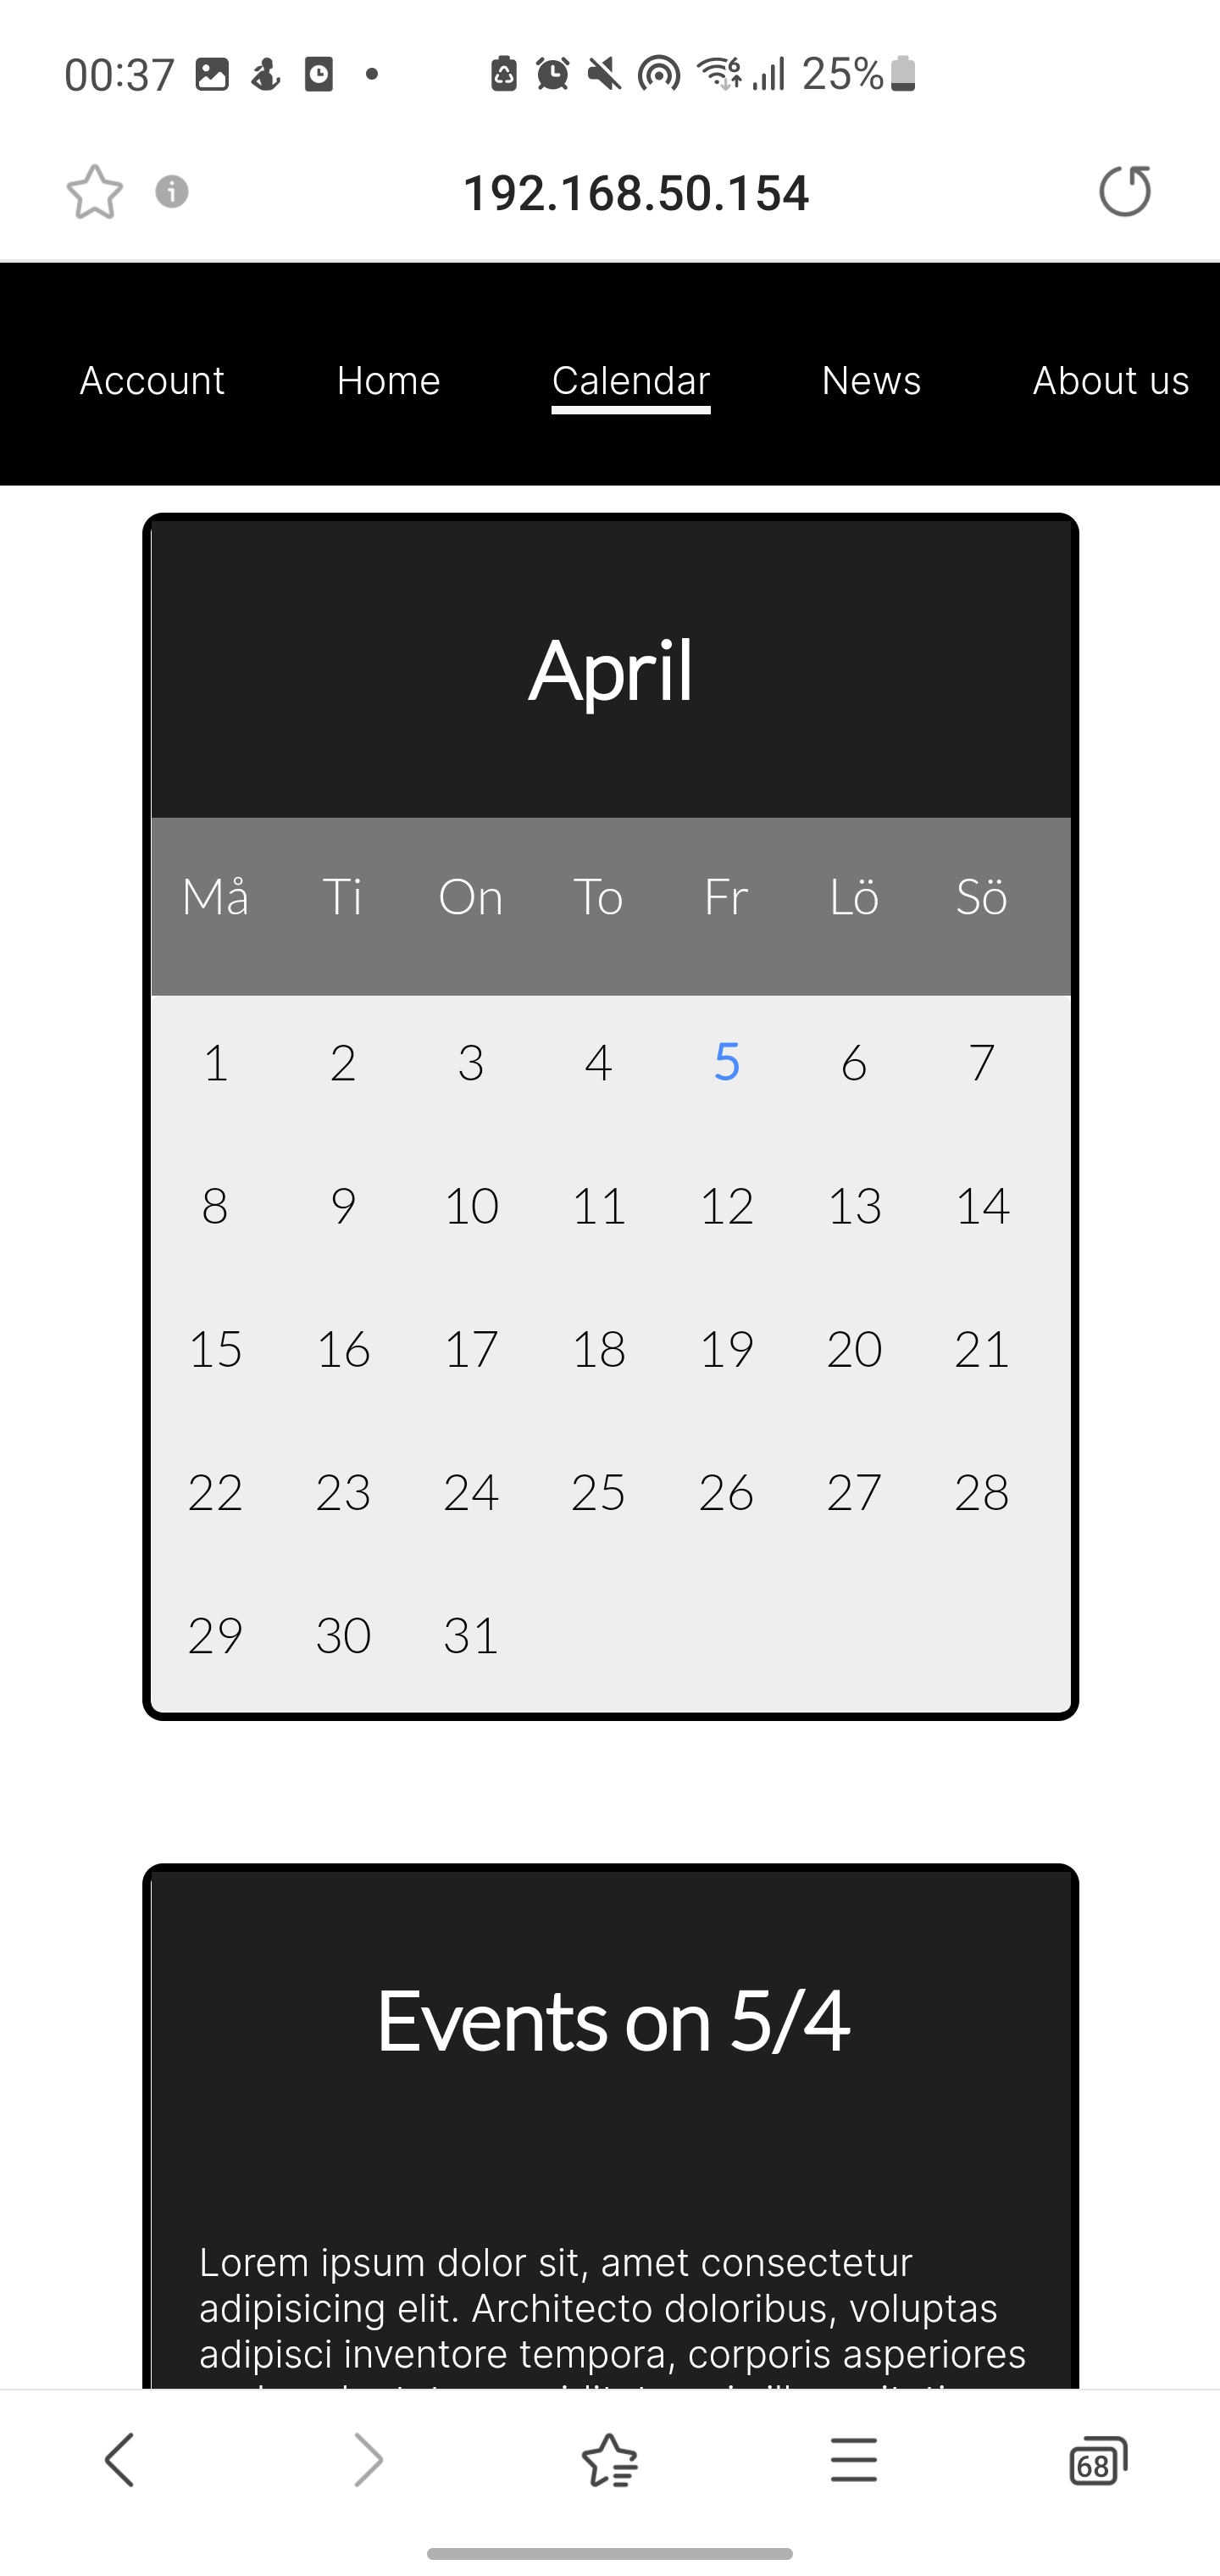 00:37 25%
192.168.50.154
Account Home Calendar News About us
April
Må Ti On To Fr Lö Sö
1 2 3 4 5 6 7
8 9 10 11 12 13 14
15 16 17 18 19 20 21
22 23 24 25 26 27 28
29 30 31
Events on 5/4
Lorem ipsum dolor sit, amet consectetur
adipisicing elit. Architecto doloribus, voluptas
adipisci inventore tempora, corporis asperiores
68